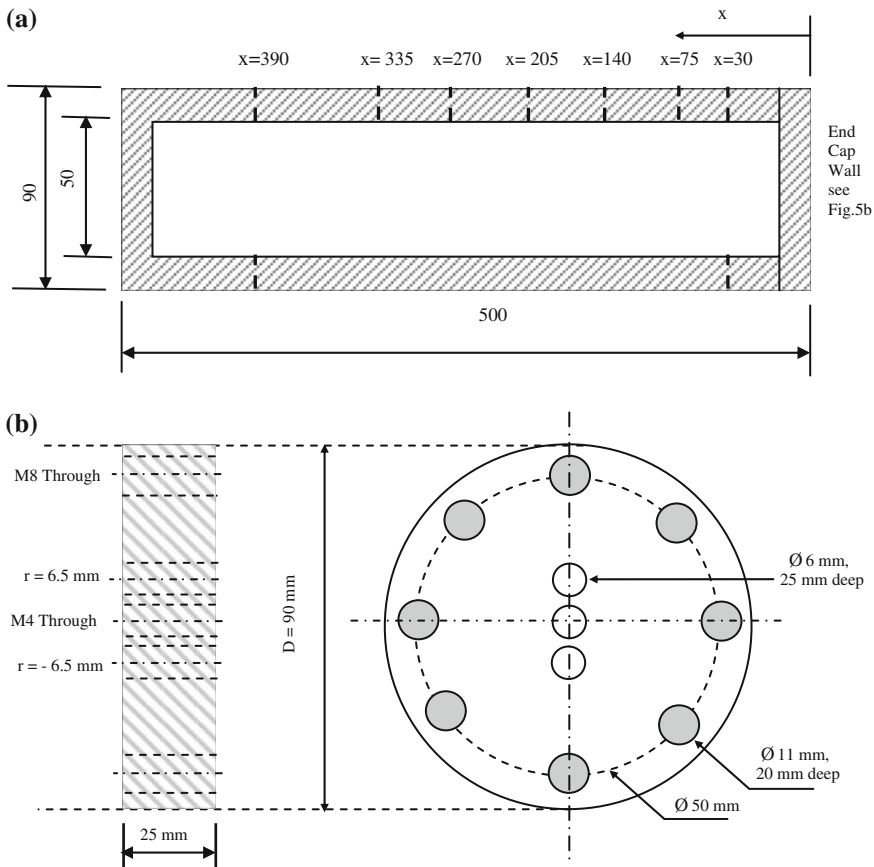 (a)
x
x=390 x= 335 x=270 x= 205 x=140 x=75 x=30
90
50
End
Cap
Wall
see
Fig.5b
500
(b)
M8 Through
r = 6.5 mm
M4 Through
r = - 6.5 mm
D = 90 mm
Ø 6 mm,
25 mm deep
Ø 11 mm,
20 mm deep
Ø 50 mm
25 mm